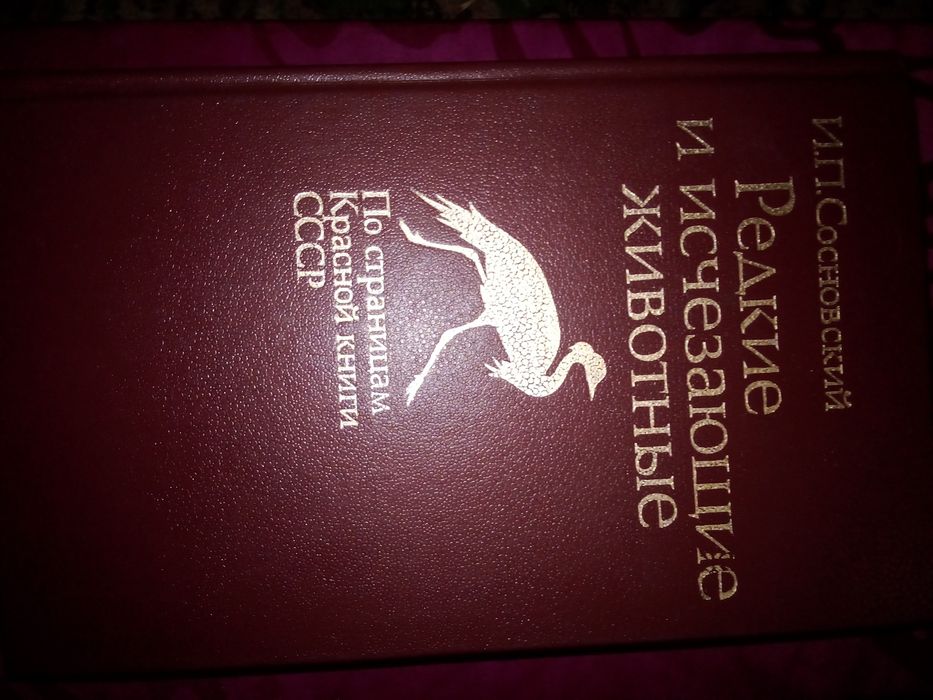 И.П.Сосновский
Редкие
и исчезающие
животные
По страницам
Красной книги
СССР